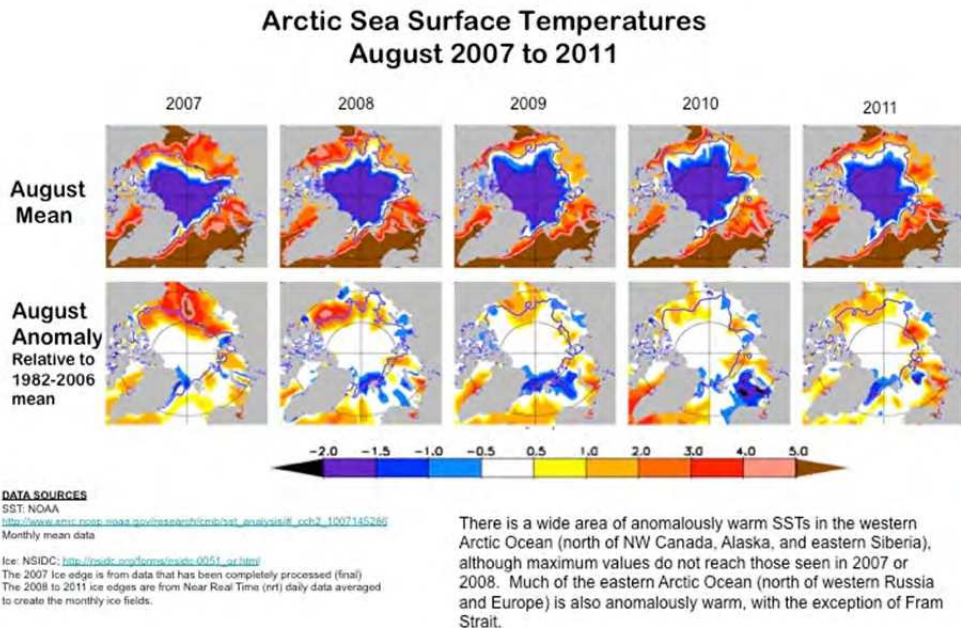 Arctic Sea Surface Temperatures
August 2007 to 2011
2007 2008 2009 2010 2011
August
Mean
August
Anomaly
Relative to
1982-2006
mean
-2.0 -1.5 -1.0 -0.5 0.5 1.0 2.0 3.0 4.0 5.0
DATA SOURCES
SST: NOAA
Monthly mean data
Ice: NSIDC: http://nsidc.org/forms/nsidc-0051_or.html
The 2007 Ice edge is from data that has been completely processed (final)
The 2008 to 2011 ice edges are from Near Real Time (nrt) daily data averaged
to create the monthly ice fields.
There is a wide area of anomalously warm SSTs in the western
Arctic Ocean (north of NW Canada, Alaska, and eastern Siberia),
although maximum values do not reach those seen in 2007 or
2008. Much of the eastern Arctic Ocean (north of western Russia
and Europe) is also anomalously warm, with the exception of Fram
Strait.